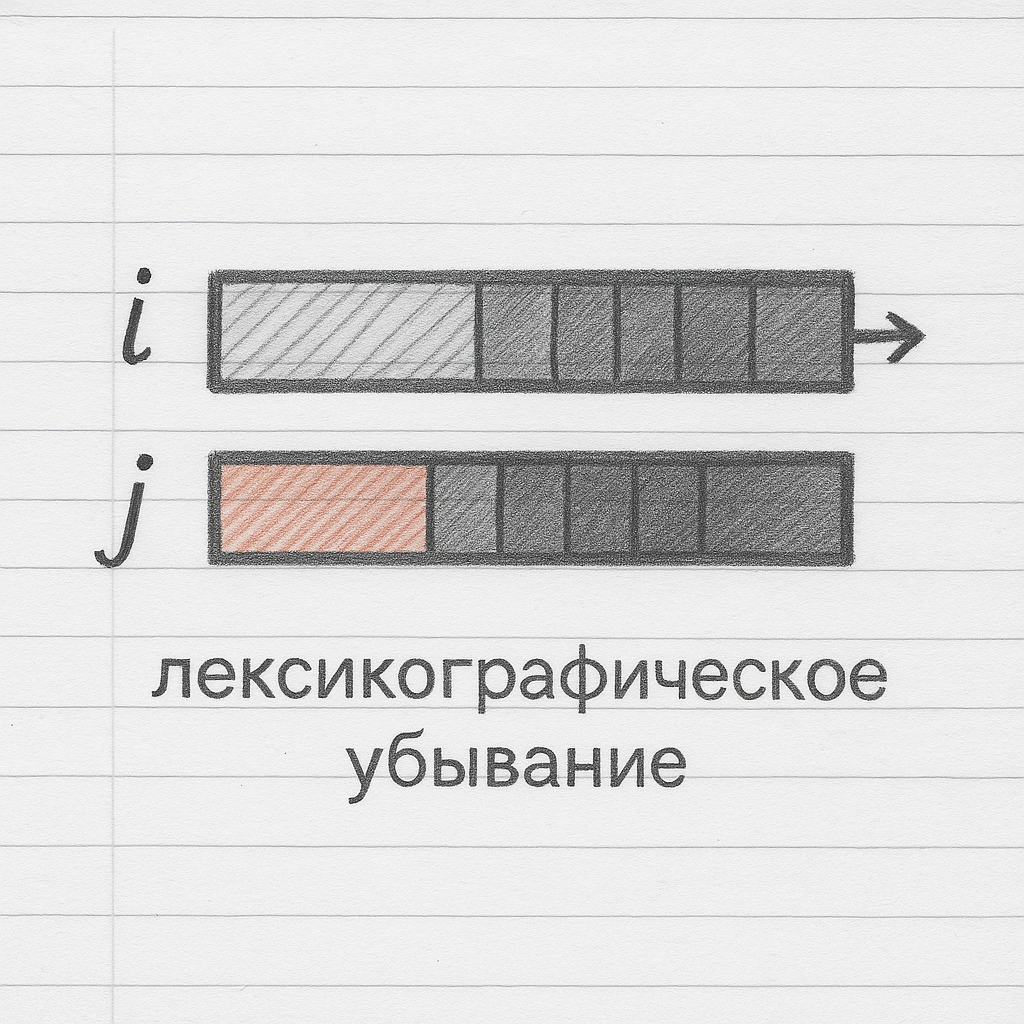 i
j
лексикографическое
убывание